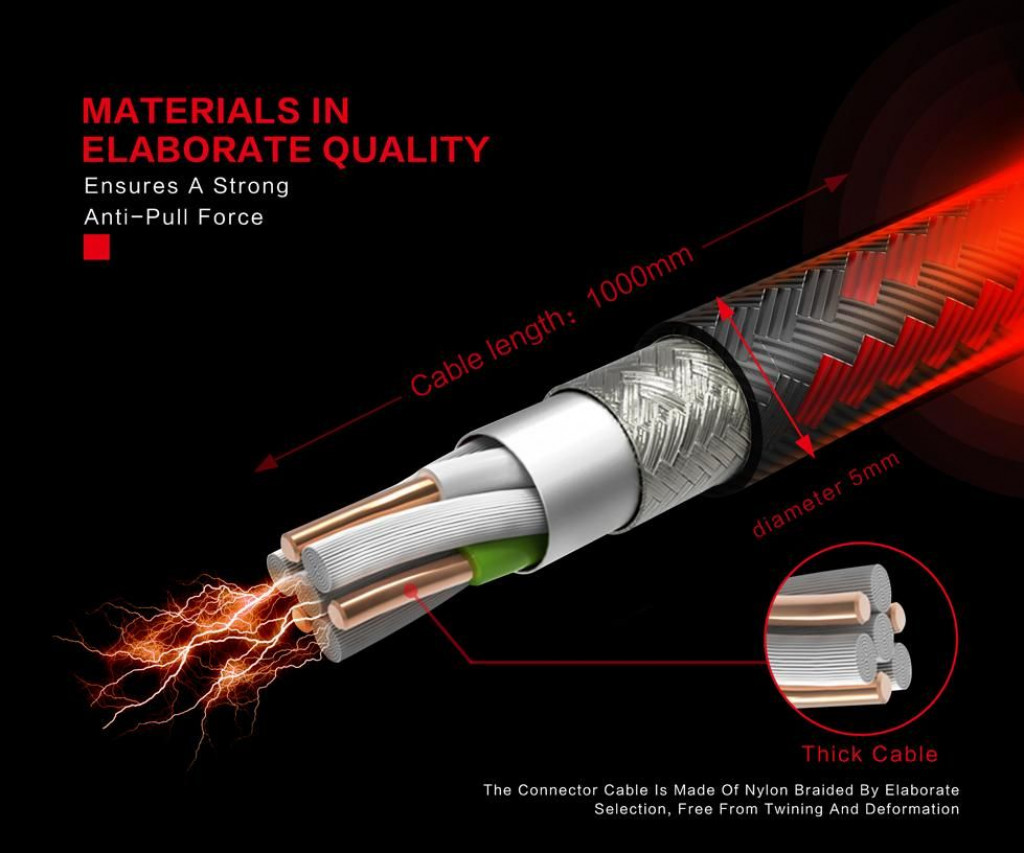 MATERIALS IN
ELABORATE QUALITY
Ensures A Strong
Anti-Pull Force
Cable length: 1000mm
diameter 5mm
Thick Cable
The Connector Cable Is Made Of Nylon Braided By Elaborate
Selection, Free From Twining And Deformation